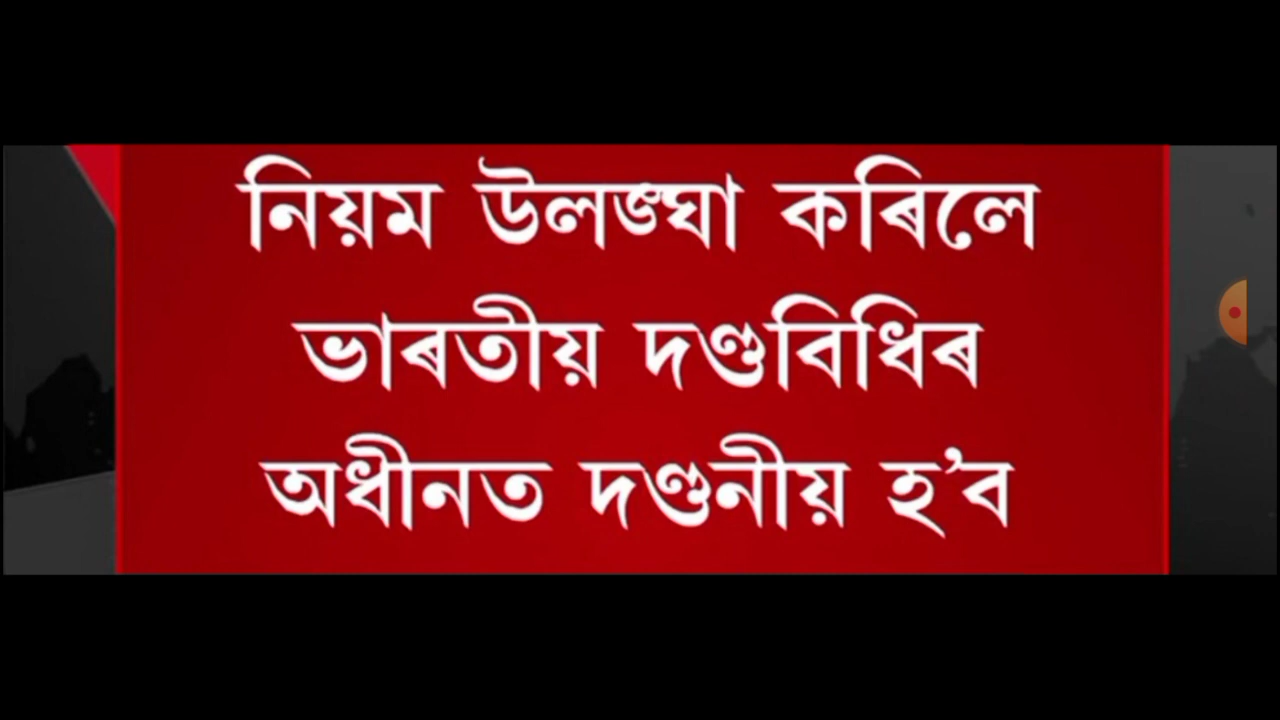 নিয়ম উলঙ্ঘা কৰিলে
ভাৰতীয় দণ্ডবিধিৰ
অধীনত দণ্ডনীয় হ'ব